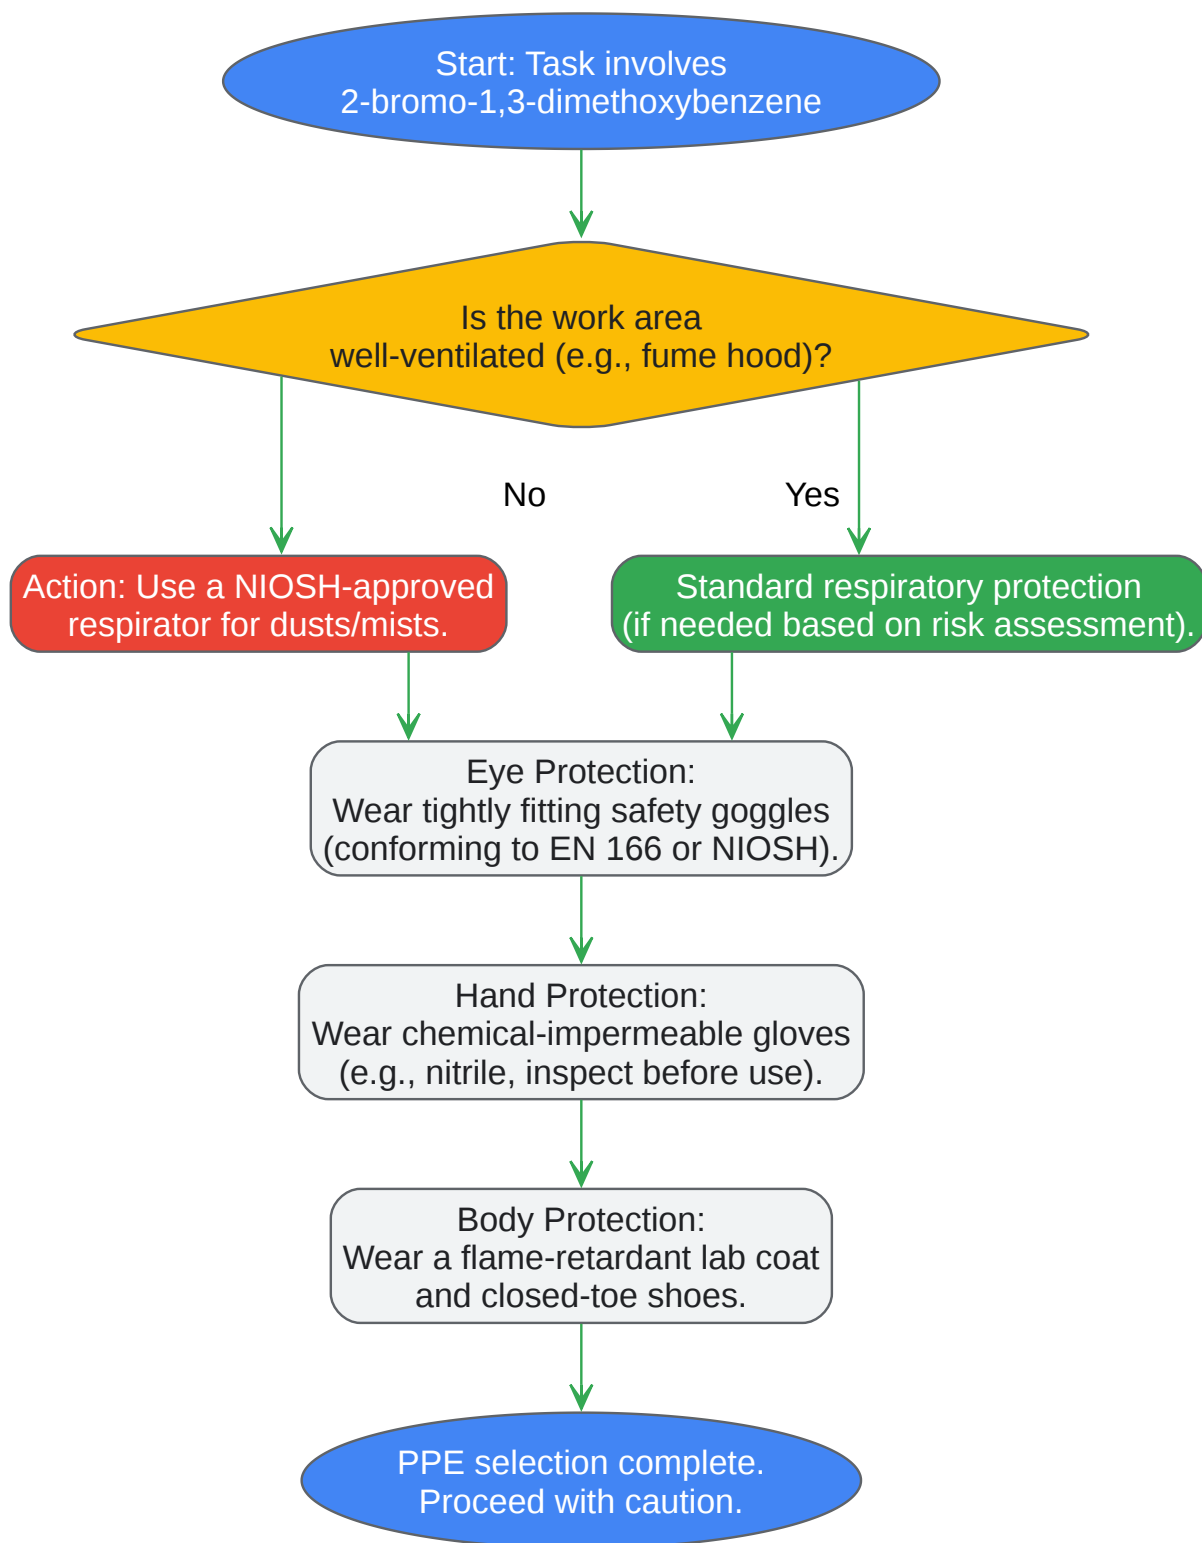 Start: Task involves
2-bromo-1,3-dimethoxybenzene
Is the work area
well-ventilated (e.g., fume hood)?
No
Yes
Action: Use a NIOSH-approved
respirator for dusts/mists.
Standard respiratory protection
(if needed based on risk assessment).
Eye Protection:
Wear tightly fitting safety goggles
(conforming to EN 166 or NIOSH).
Hand Protection:
Wear chemical-impermeable gloves
(e.g., nitrile, inspect before use).
Body Protection:
Wear a flame-retardant lab coat
and closed-toe shoes.
PPE selection complete.
Proceed with caution.